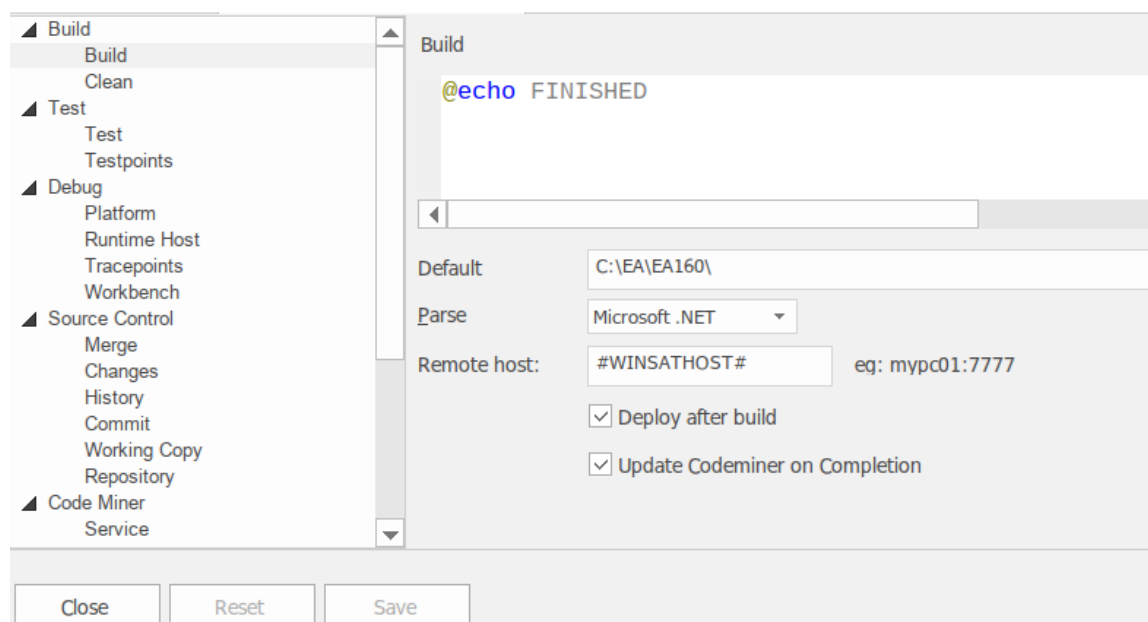 Build
Build
Clean
Test
Test
Testpoints
Debug
Platform
Runtime Host
Tracepoints
Workbench
Source Control
Merge
Changes
History
Commit
Working Copy
Repository
Code Miner
Service
Build
@echo FINISHED
Default C:\EA\EA160\
Parse Microsoft .NET
Remote host: #WINSATHOST# eg: mypc01:7777
Deploy after build
Update Codeminer on Completion
Close Reset Save